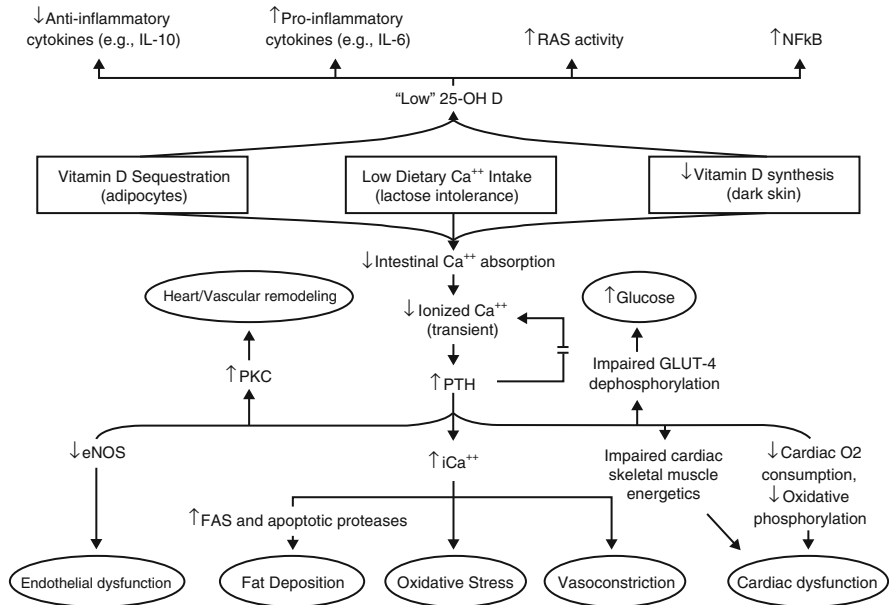 ↓Anti-inflammatory
cytokines (e.g., IL-10)
↑Pro-inflammatory
cytokines (e.g., IL-6)
↑RAS activity
↑NFkB
“Low” 25-OH D
Vitamin D Sequestration
(adipocytes)
Low Dietary Ca⁺⁺ Intake
(lactose intolerance)
↓Vitamin D synthesis
(dark skin)
↓Intestinal Ca⁺⁺ absorption
Heart/Vascular remodeling
↓Ionized Ca⁺⁺
(transient)
↑Glucose
↑PKC
↑PTH
Impaired GLUT-4
dephosphorylation
↓eNOS
↑iCa⁺⁺
Impaired cardiac
skeletal muscle
energetics
↓Cardiac O2
consumption,
↓Oxidative
phosphorylation
↑FAS and apoptotic proteases
Endothelial dysfunction
Fat Deposition
Oxidative Stress
Vasoconstriction
Cardiac dysfunction